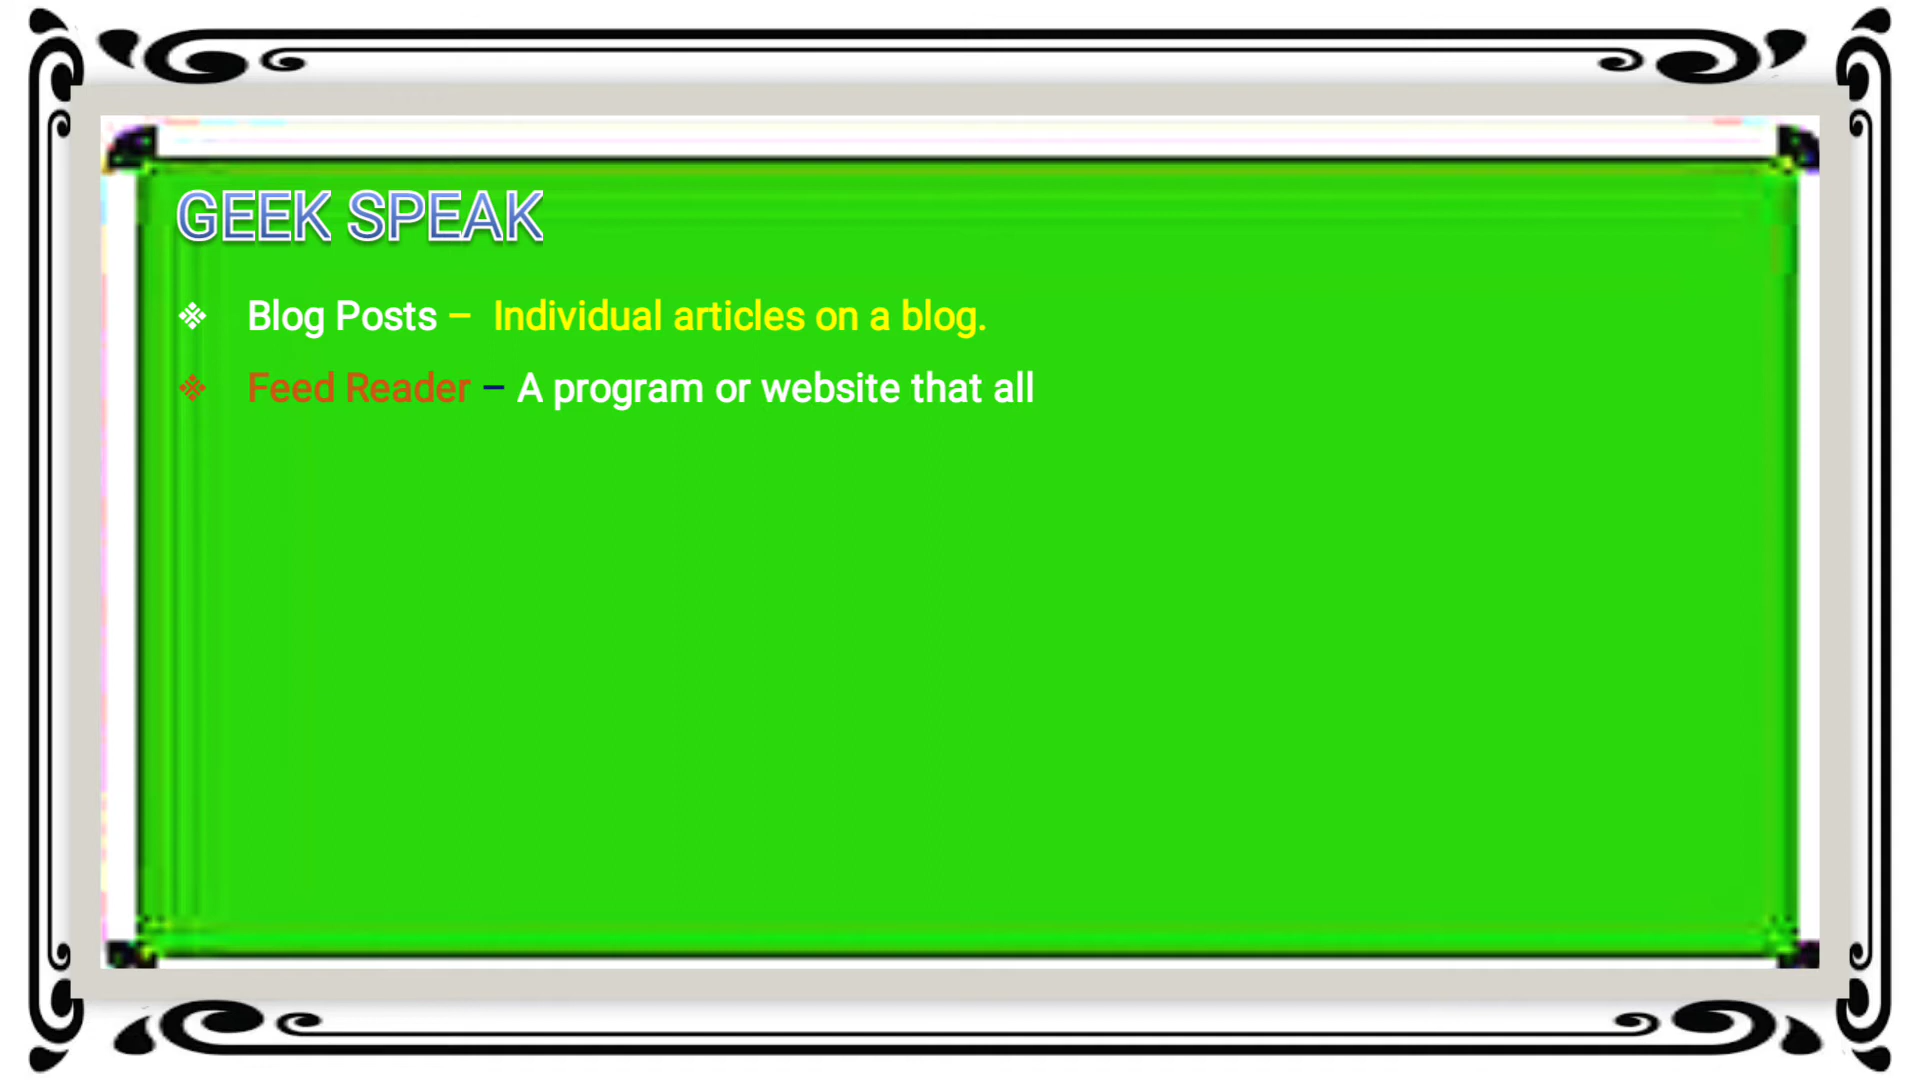 GEEK SPEAK
❖ Blog Posts – Individual articles on a blog.
❖ Feed Reader – A program or website that all